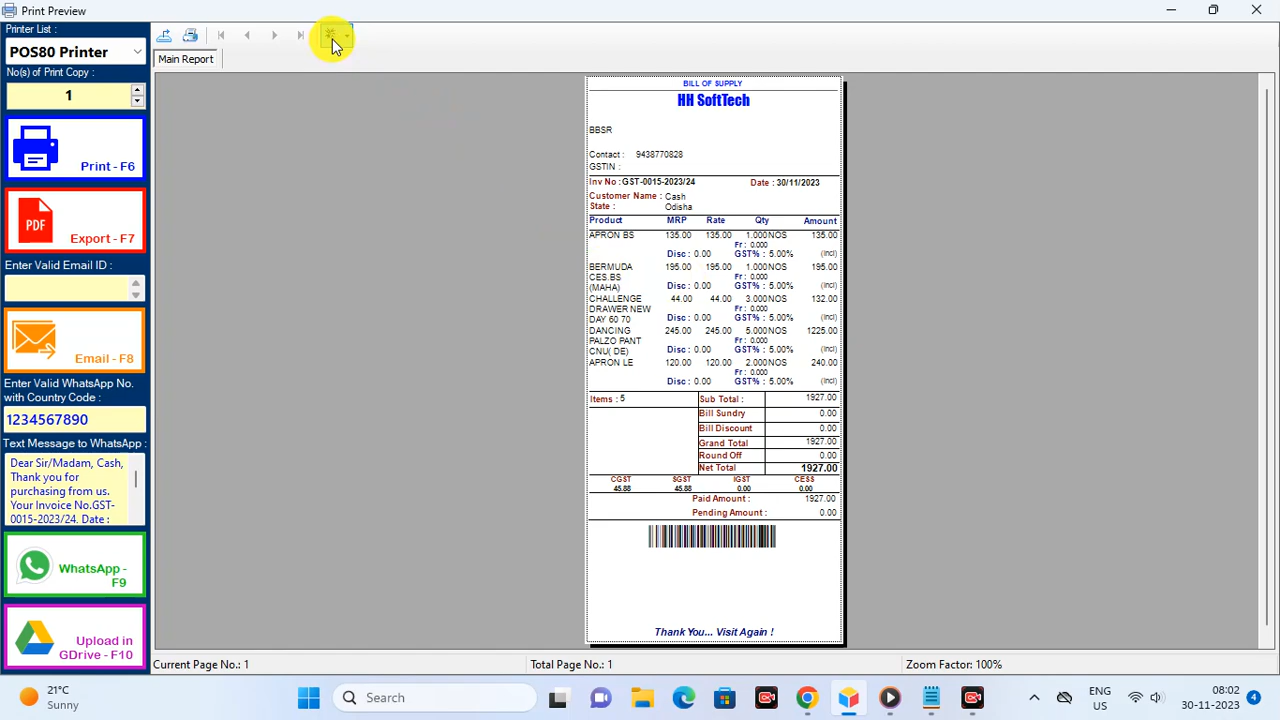 Print Preview
Printer List :
POS80 Printer
No(s) of Print Copy :
1
Print - F6
PDF
Export - F7
Enter Valid Email ID :
Email - F8
Enter Valid WhatsApp No.
with Country Code :
1234567890
Text Message to WhatsApp :
Dear Sir/Madam, Cash,
Thank you for
purchasing from us.
Your Invoice No.GST-
0015-2023/24. Date :
WhatsApp -
F9
Upload in
GDrive - F10
Main Report
BILL OF SUPPLY
HH SoftTech
BBSR
Contact : 9438770828
GSTIN :
Inv No : GST-0015-2023/24 Date : 30/11/2023
Customer Name : Cash
State : Odisha
Product MRP Rate Qty Amount
APRON BS 135.00 135.00 1.000NOS 135.00
Fr : 0.000
Disc : 0.00 GST% : 5.00% (Incl)
BERMUDA 195.00 195.00 1.000NOS 195.00
CES.BS Fr : 0.000
(MAHA) Disc : 0.00 GST% : 5.00% (Incl)
CHALLENGE 44.00 44.00 3.000NOS 132.00
DRAWER NEW Fr : 0.000
DAY 60 70 Disc : 0.00 GST% : 5.00% (Incl)
DANCING 245.00 245.00 5.000NOS 1225.00
PALZO PANT Fr : 0.000
CNU( DE) Disc : 0.00 GST% : 5.00% (Incl)
APRON LE 120.00 120.00 2.000NOS 240.00
Fr : 0.000
Disc : 0.00 GST% : 5.00% (Incl)
Items : 5 Sub Total : 1927.00
Bill Sundry 0.00
Bill Discount 0.00
Grand Total 1927.00
Round Off 0.00
Net Total 1927.00
CGST SGST IGST CESS
45.88 45.88 0.00 0.00
Paid Amount : 1927.00
Pending Amount : 0.00
Thank You... Visit Again !
Current Page No.: 1 Total Page No.: 1 Zoom Factor: 100%
21°C
Sunny
Search
ENG
US
08:02
30-11-2023
4